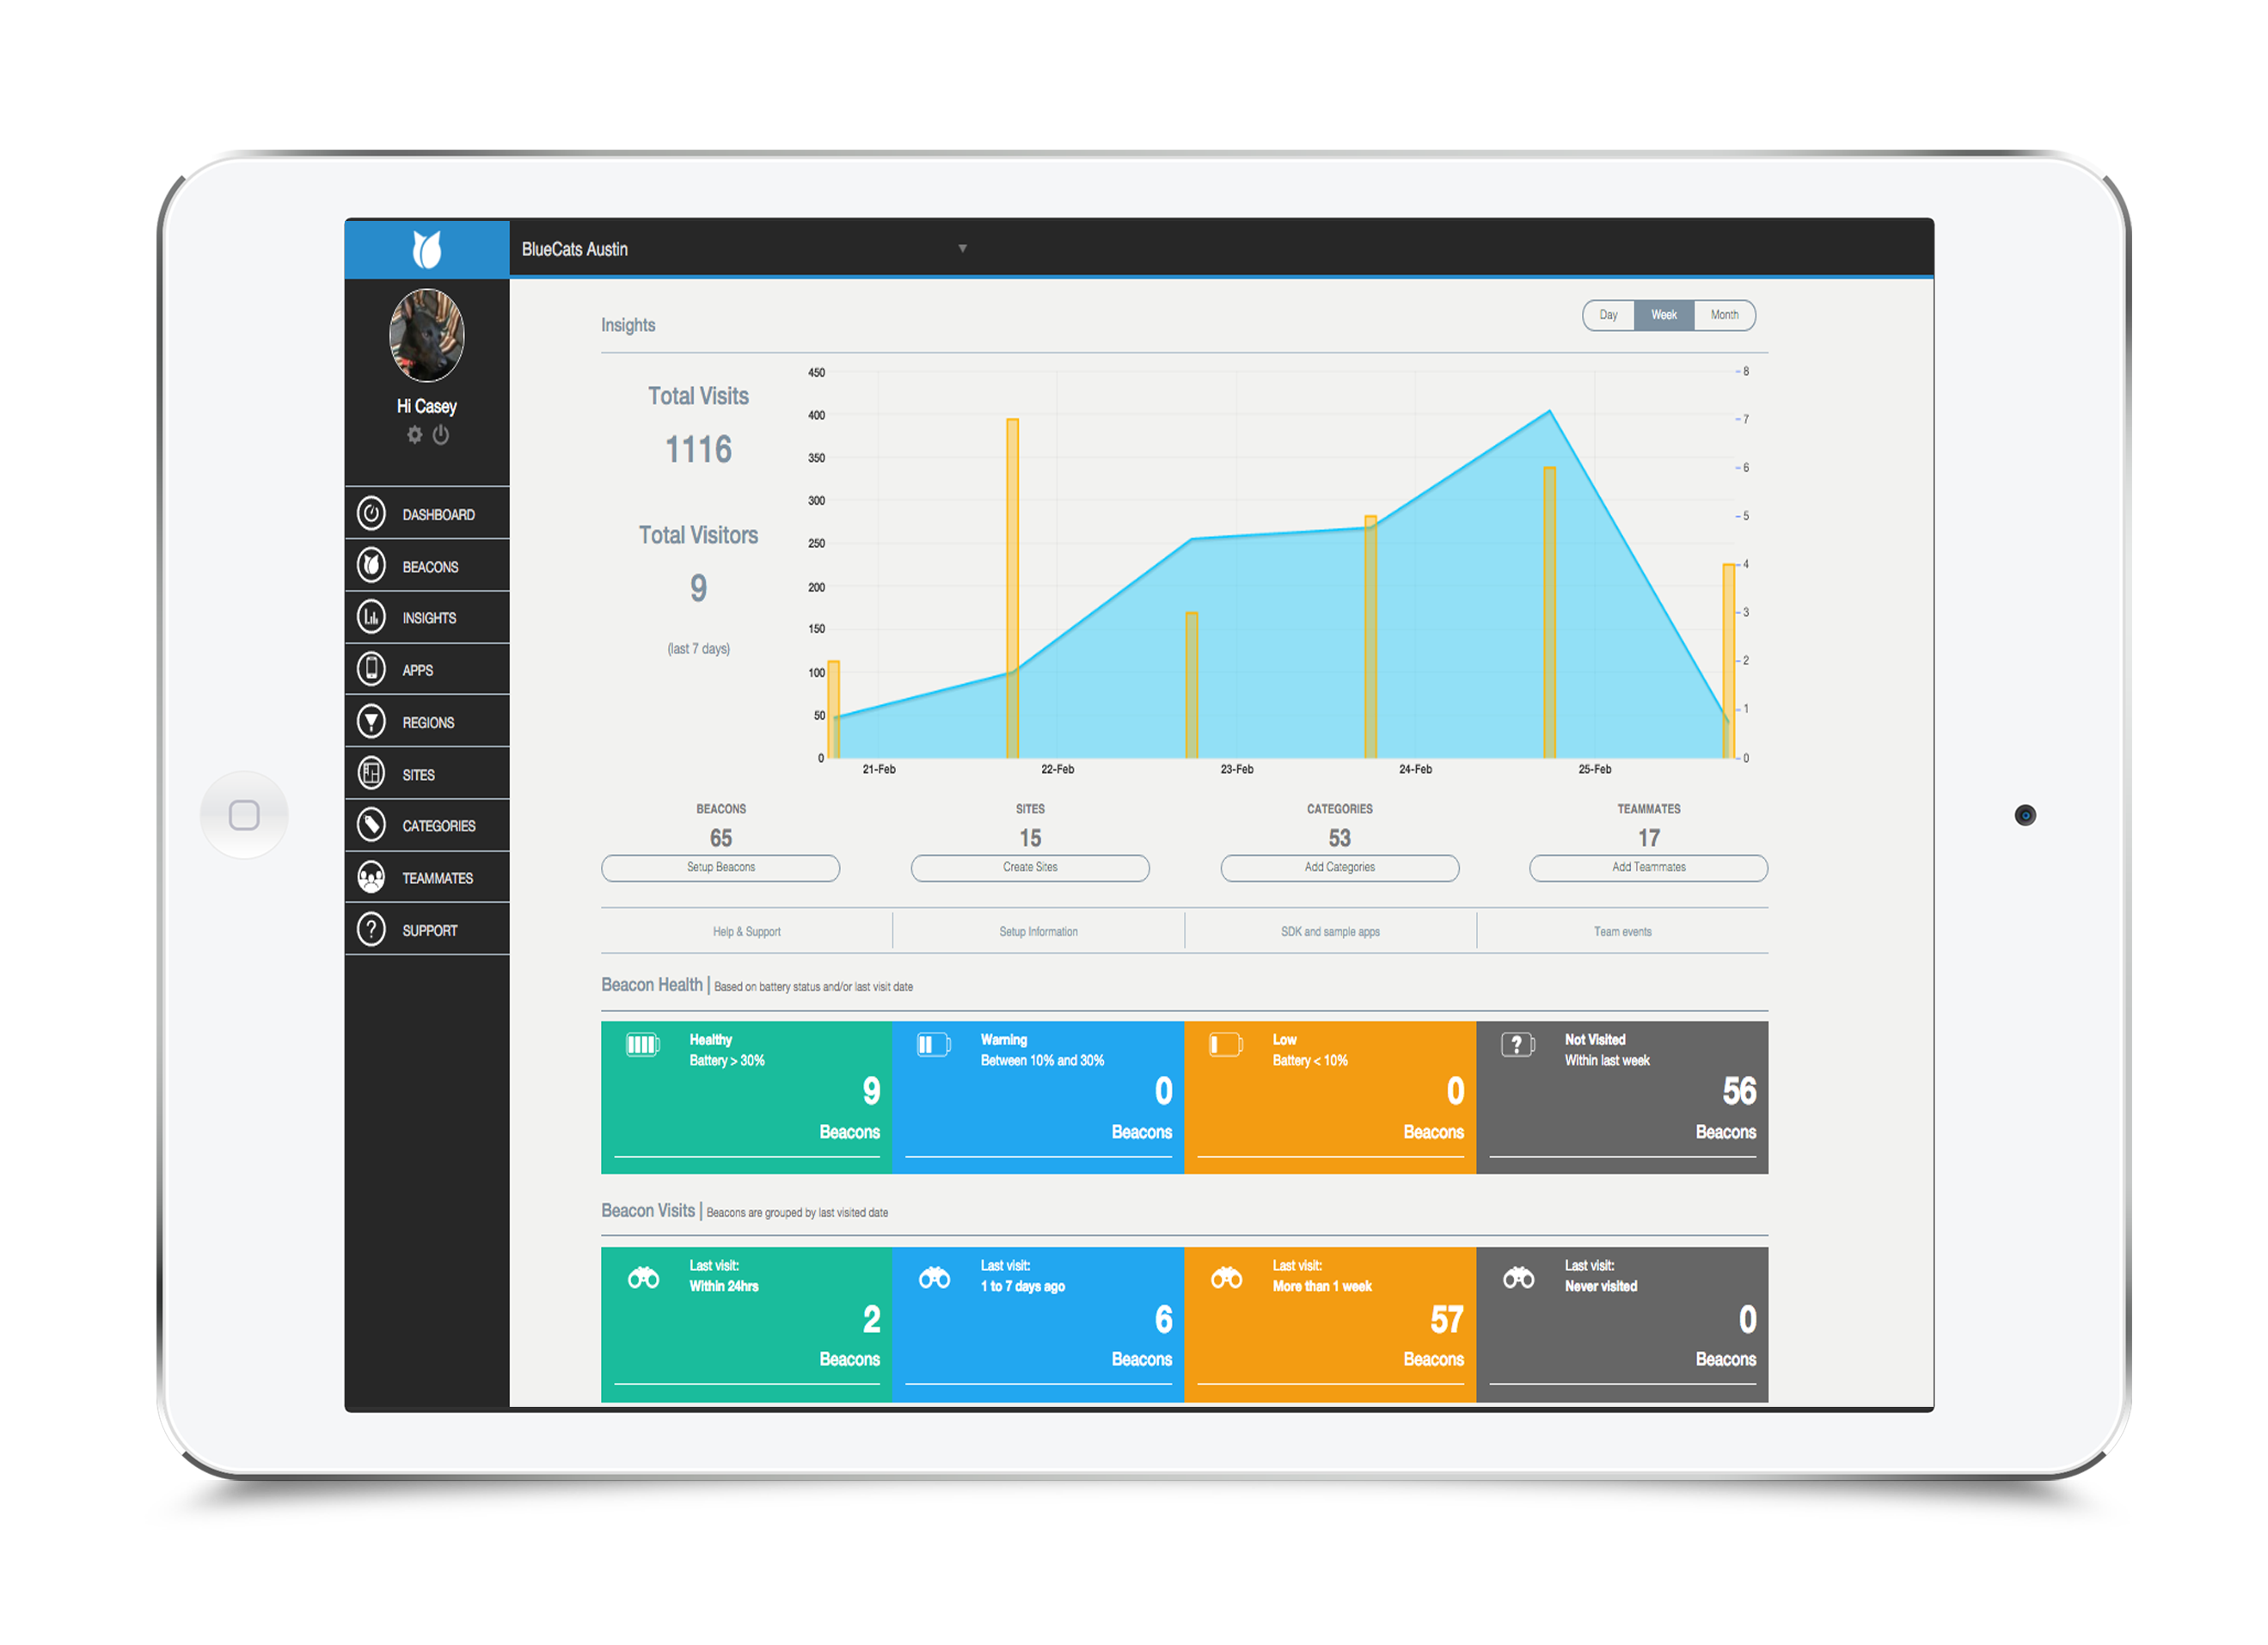 BlueCats Austin
Hi Casey
DASHBOARD
BEACONS
INSIGHTS
APPS
REGIONS
SITES
CATEGORIES
TEAMMATES
SUPPORT
Insights
Day Week Month
Total Visits
1116
Total Visitors
9
(last 7 days)
450
400
350
300
250
200
150
100
50
0
8
7
6
5
4
3
2
1
0
21-Feb 22-Feb 23-Feb 24-Feb 25-Feb
BEACONS SITES CATEGORIES TEAMMATES
65 15 53 17
Setup Beacons Create Sites Add Categories Add Teammates
Help & Support Setup Information SDK and sample apps Team events
Beacon Health | Based on battery status and/or last visit date
Healthy
Battery > 30%
9
Beacons
Warning
Between 10% and 30%
0
Beacons
Low
Battery < 10%
0
Beacons
?
Not Visited
Within last week
56
Beacons
Beacon Visits | Beacons are grouped by last visited date
Last visit:
Within 24hrs
2
Beacons
Last visit:
1 to 7 days ago
6
Beacons
Last visit:
More than 1 week
57
Beacons
Last visit:
Never visited
0
Beacons